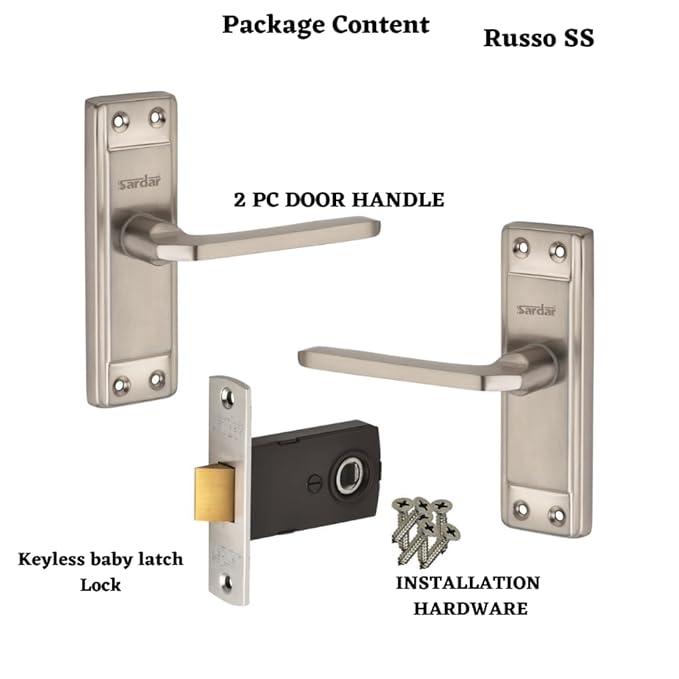 Package Content
Russo SS
Sardar
2 PC DOOR HANDLE
Sardar
Keyless baby latch
Lock
INSTALLATION
HARDWARE